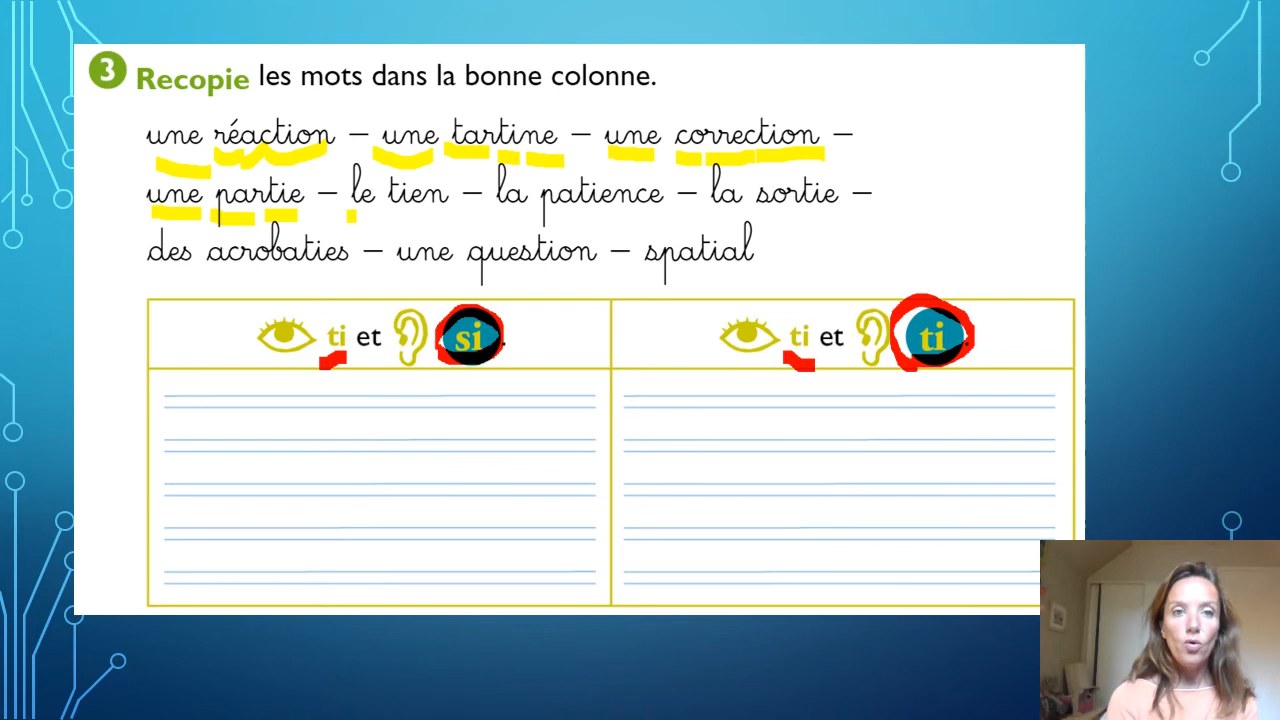 3 Recopie les mots dans la bonne colonne.
une réaction – une tartine – une correction –
une partie – le tien – la patience – la sortie –
des acrobaties – une question – spatial
ti et si .
ti et ti .